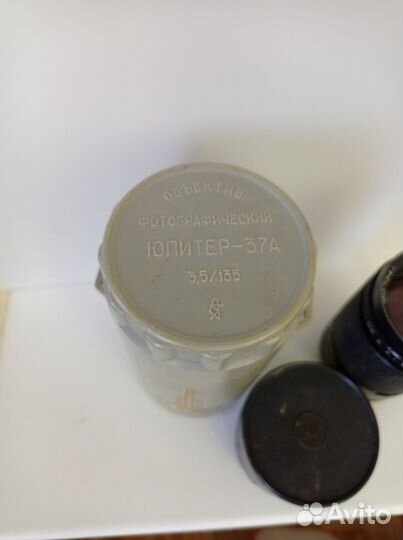 ОБЪЕКТИВ
ФОТОГРАФИЧЕСКИЙ
ЮПИТЕР-37А
3,5/135
Avito